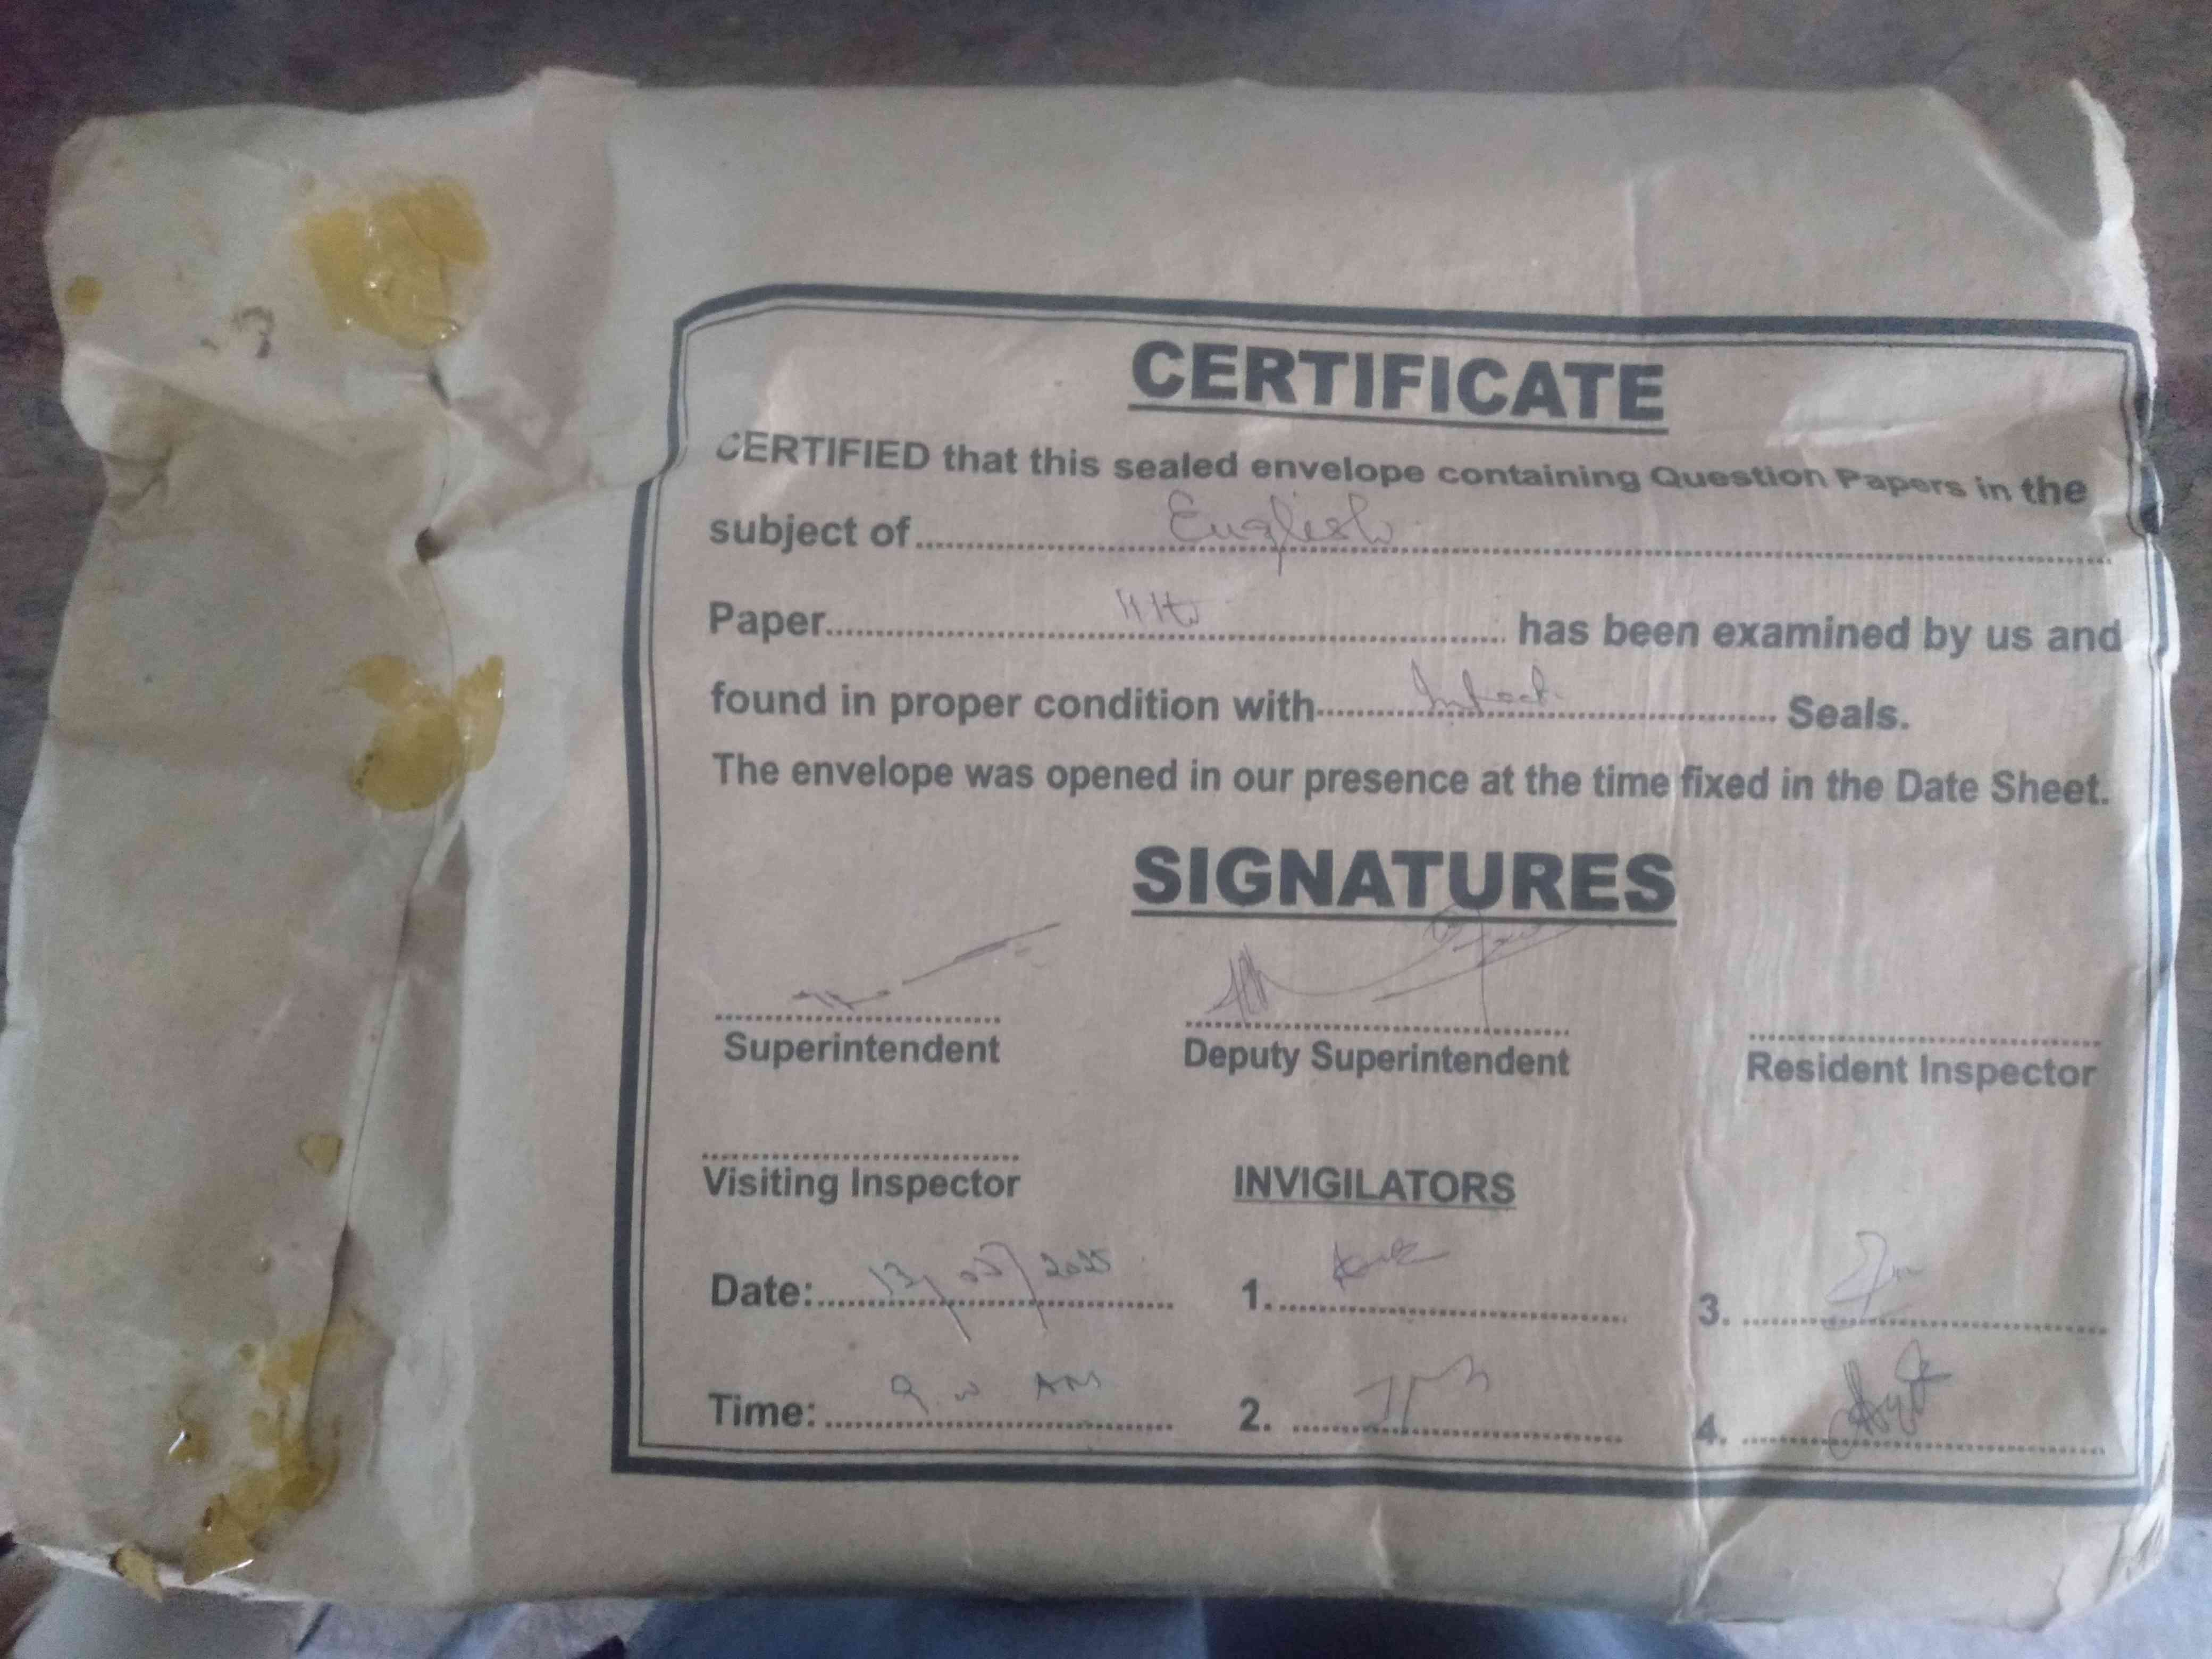 CERTIFICATE
CERTIFIED that this sealed envelope containing Question Papers in the
subject of English
Paper 11th has been examined by us and
found in proper condition with Intact Seals.
The envelope was opened in our presence at the time fixed in the Date Sheet.
SIGNATURES
Superintendent Deputy Superintendent Resident Inspector
Visiting Inspector INVIGILATORS
Date: 13/05/2025 1. 3.
Time: AM 2. 4.